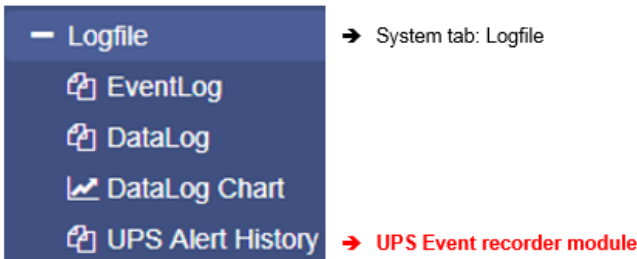 Logfile ➔ System tab: Logfile
EventLog
DataLog
DataLog Chart
UPS Alert History ➔ UPS Event recorder module